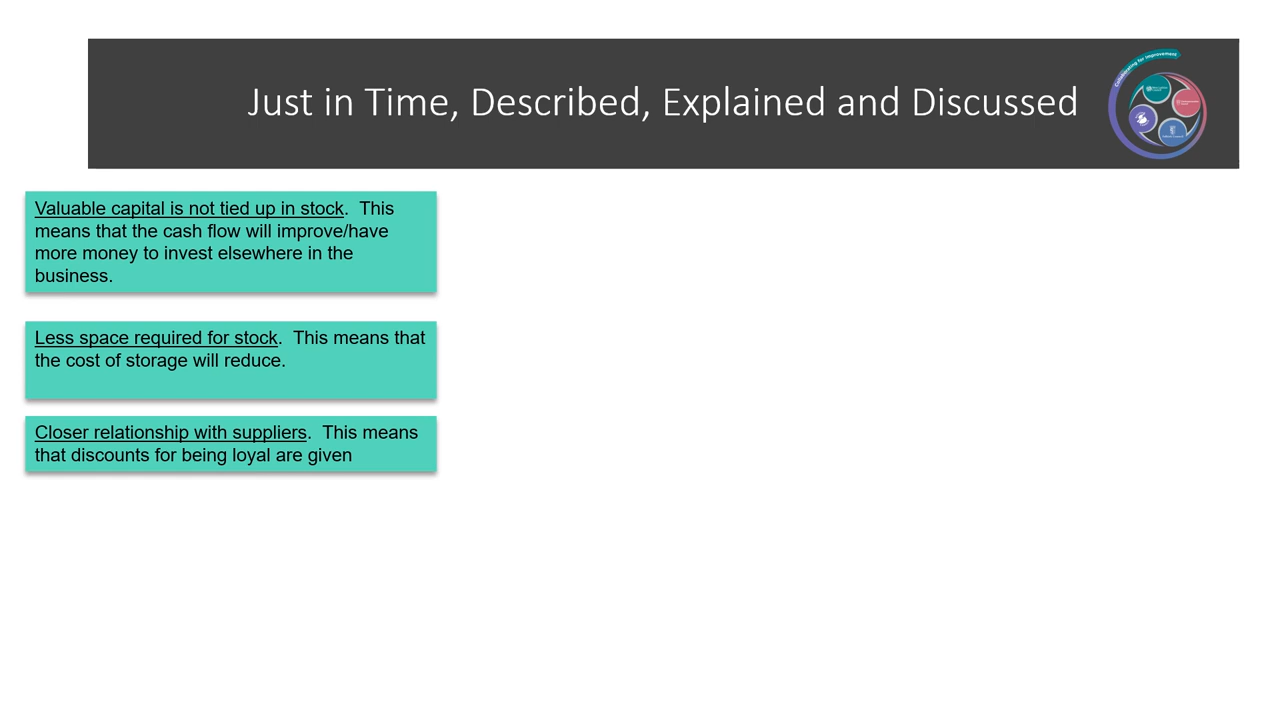 Just in Time, Described, Explained and Discussed
Collaborating for Improvement
Valuable capital is not tied up in stock.  This
means that the cash flow will improve/have
more money to invest elsewhere in the
business.
Less space required for stock.  This means that
the cost of storage will reduce.
Closer relationship with suppliers.  This means
that discounts for being loyal are given